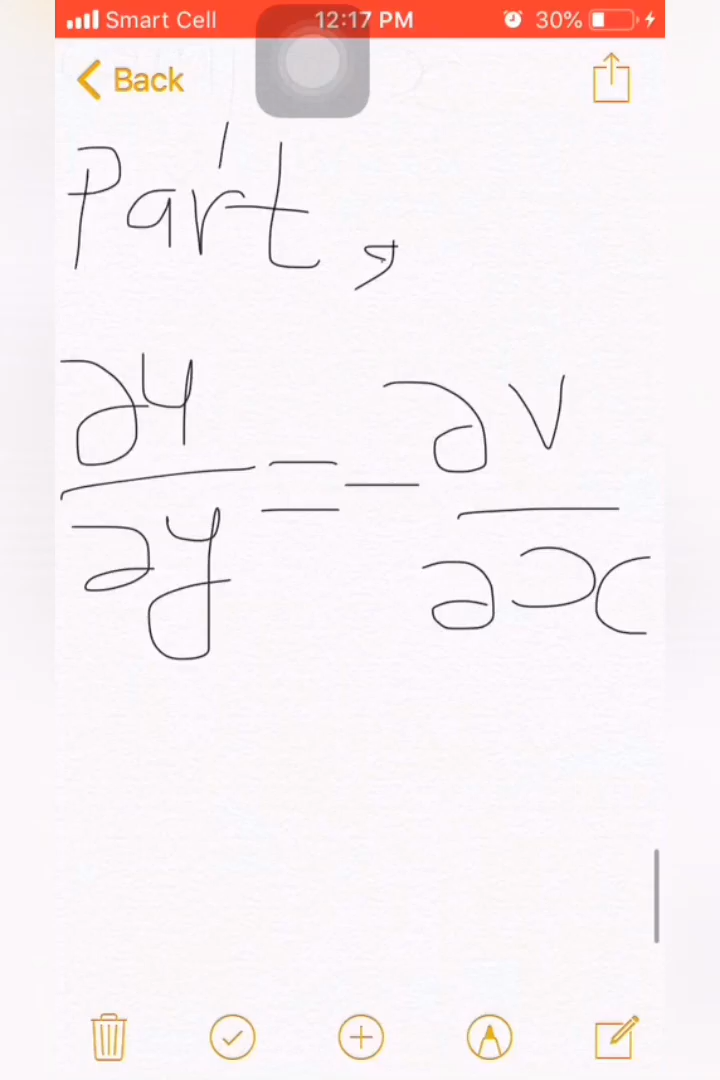 Smart Cell 12:17 PM 30%
Back
Part,
∂u
∂y
= -
∂v
∂x